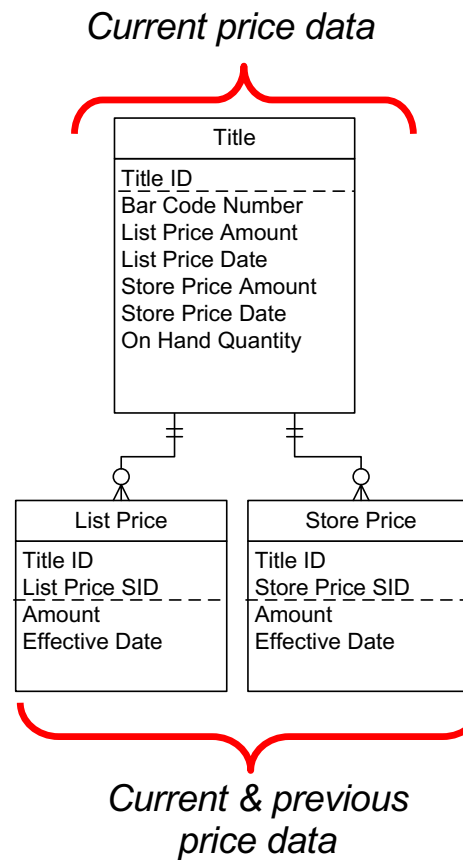 Current price data
Title
Title ID
Bar Code Number
List Price Amount
List Price Date
Store Price Amount
Store Price Date
On Hand Quantity
List Price
Title ID
List Price SID
Amount
Effective Date
Store Price
Title ID
Store Price SID
Amount
Effective Date
Current & previous
price data